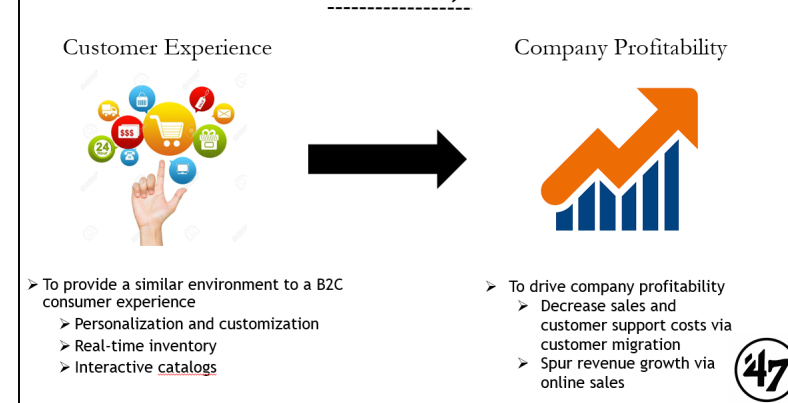 Customer Experience
Company Profitability
$$$
24
To provide a similar environment to a B2C
consumer experience
Personalization and customization
Real-time inventory
Interactive catalogs
To drive company profitability
Decrease sales and
customer support costs via
customer migration
Spur revenue growth via
online sales
'47